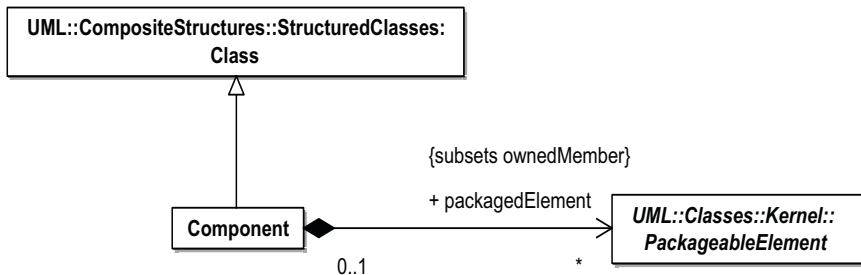 UML::CompositeStructures::StructuredClasses:
Class
{subsets ownedMember}
+ packagedElement
Component
UML::Classes::Kernel::
PackageableElement
0..1
*